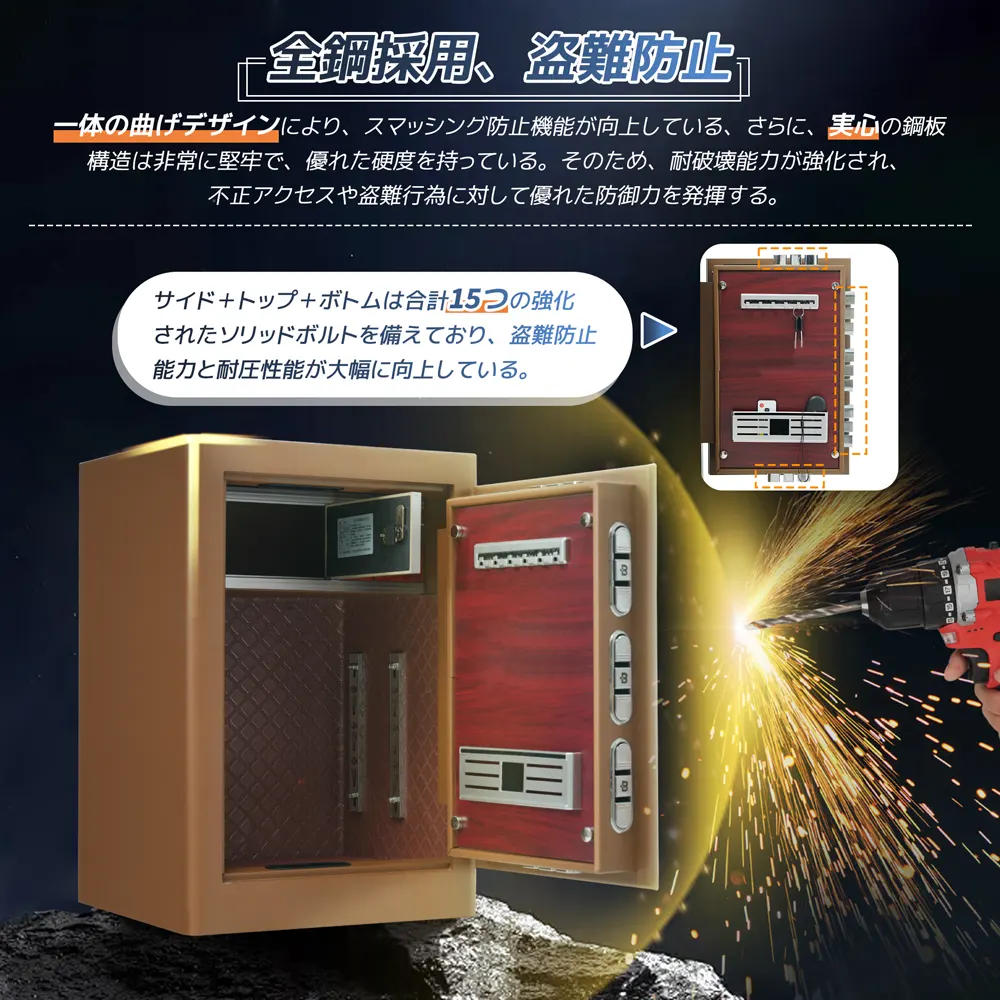 全鋼採用、盗難防止
一体の曲げデザインにより、スマッシング防止機能が向上している、さらに、実心の鋼板
構造は非常に堅牢で、優れた硬度を持っている。そのため、耐破壊能力が強化され、
不正アクセスや盗難行為に対して優れた防御力を発揮する。
サイド＋トップ＋ボトムは合計15つの強化
されたソリッドボルトを備えており、盗難防止
能力と耐圧性能が大幅に向上している。